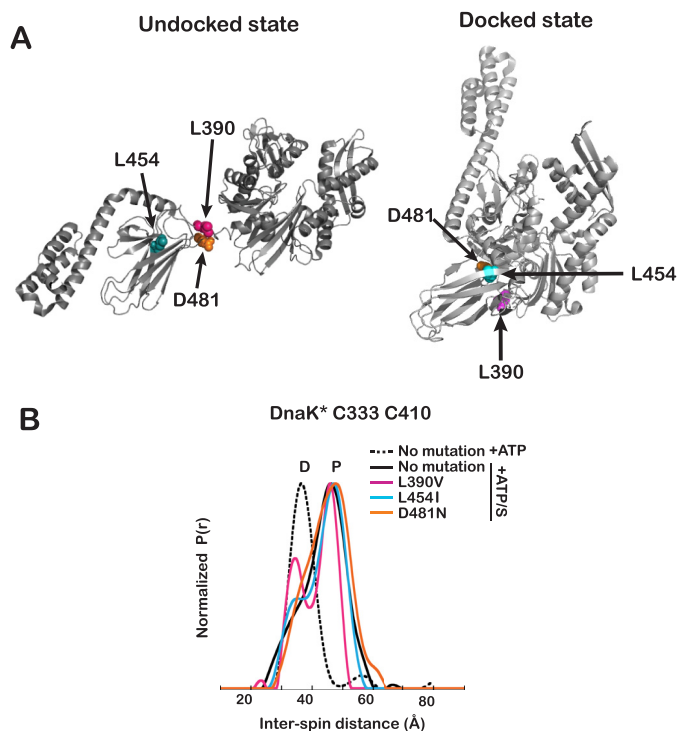 A
Undocked state
Docked state
L390
L454
D481
D481
L454
L390
B
DnaK* C333 C410
No mutation +ATP
No mutation
L390V
L454I
D481N
+ATP/S
D P
Normalized P(r)
20 40 60 80
Inter-spin distance (Å)